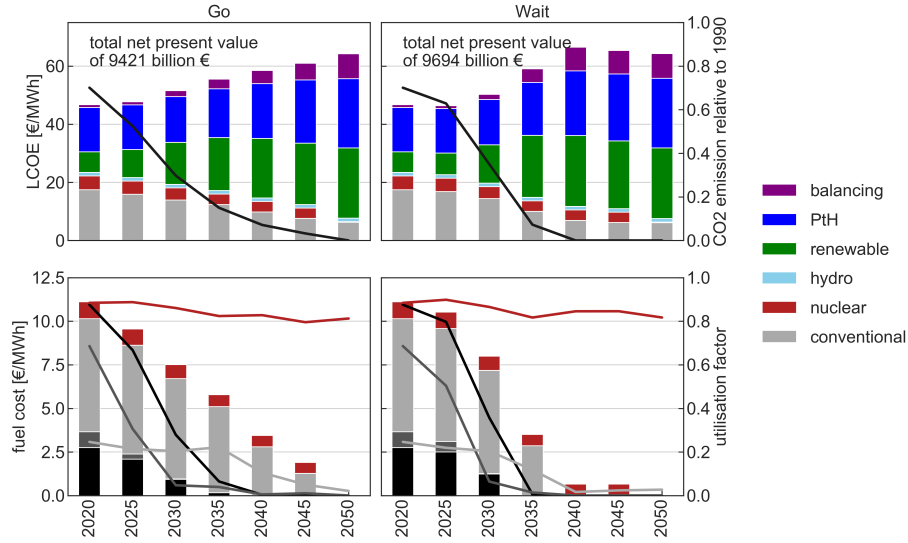 Go
Wait
total net present value
of 9421 billion €
total net present value
of 9694 billion €
LCOE [€/MWh]
60
40
20
0
1.0
0.8
0.6
0.4
0.2
0.0
CO2 emission relative to 1990
balancing
PtH
renewable
hydro
nuclear
conventional
fuel cost [€/MWh]
12.5
10.0
7.5
5.0
2.5
0.0
1.0
0.8
0.6
0.4
0.2
0.0
utilisation factor
2020
2025
2030
2035
2040
2045
2050
2020
2025
2030
2035
2040
2045
2050